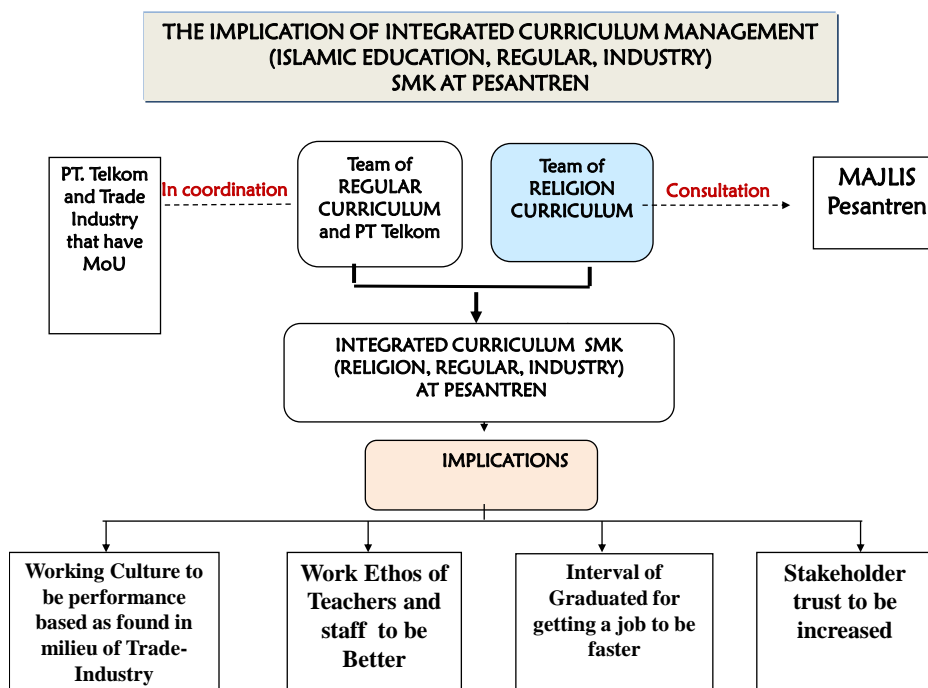 THE IMPLICATION OF INTEGRATED CURRICULUM MANAGEMENT
(ISLAMIC EDUCATION, REGULAR, INDUSTRY)
SMK AT PESANTREN
PT. Telkom
and Trade
Industry
that have
MoU
In coordination
Team of
REGULAR
CURRICULUM
and PT Telkom
Team of
RELIGION
CURRICULUM
Consultation
MAJLIS
Pesantren
INTEGRATED CURRICULUM SMK
(RELIGION, REGULAR, INDUSTRY)
AT PESANTREN
IMPLICATIONS
Working Culture to
be performance
based as found in
milieu of Trade-
Industry
Work Ethos of
Teachers and
staff to be
Better
Interval of
Graduated for
getting a job to be
faster
Stakeholder
trust to be
increased